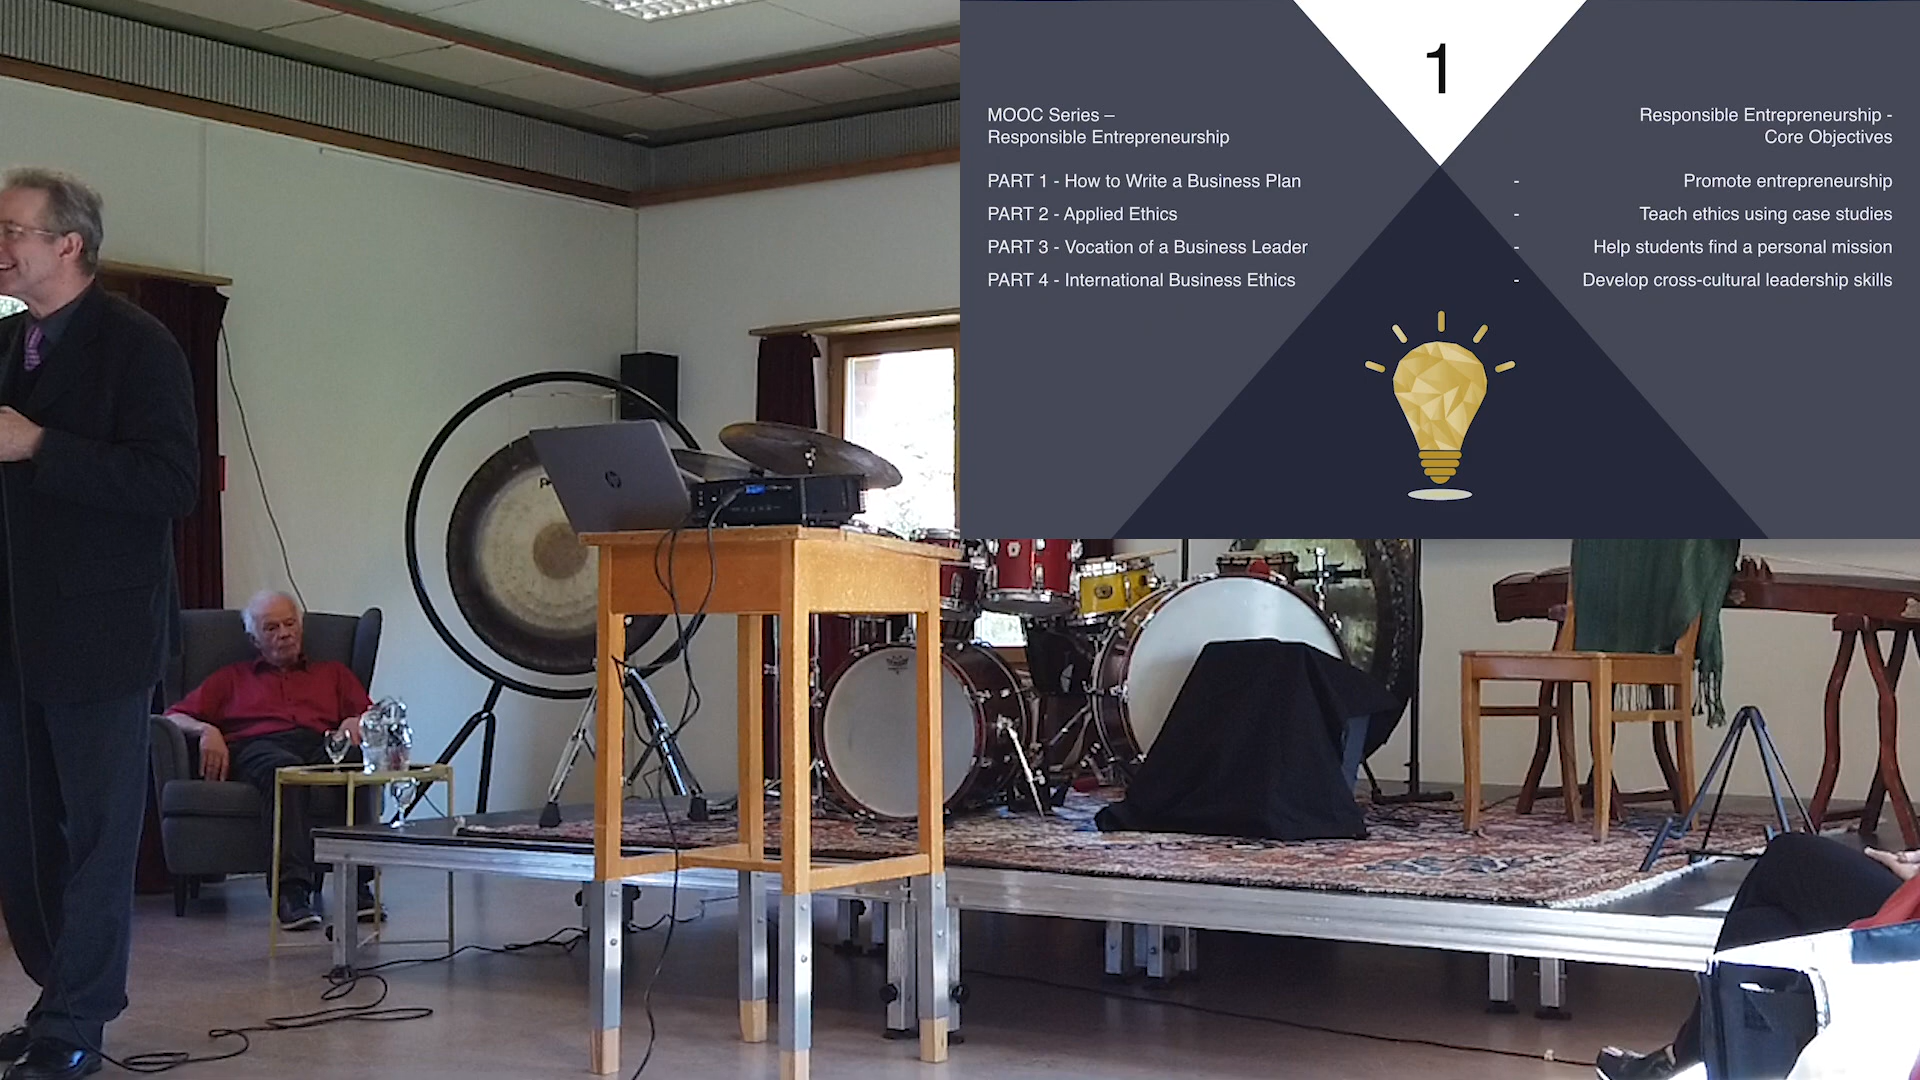 1
MOOC Series –
Responsible Entrepreneurship
PART 1 - How to Write a Business Plan
PART 2 - Applied Ethics
PART 3 - Vocation of a Business Leader
PART 4 - International Business Ethics
Responsible Entrepreneurship -
Core Objectives
- Promote entrepreneurship
- Teach ethics using case studies
- Help students find a personal mission
- Develop cross-cultural leadership skills
hp